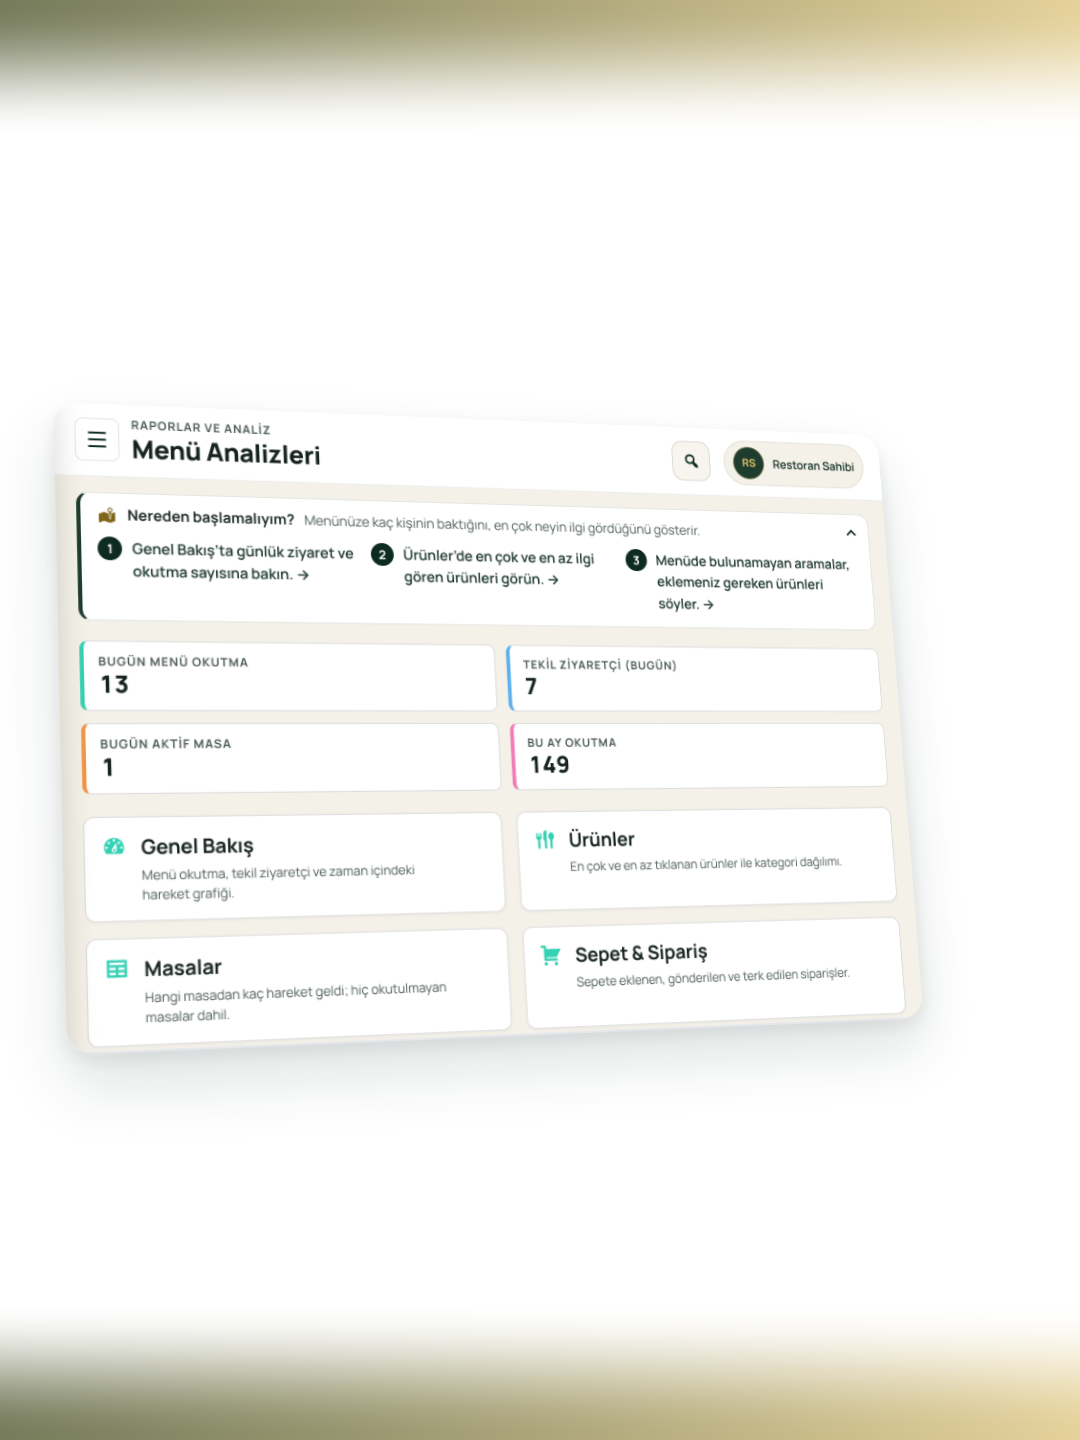 RAPORLAR VE ANALİZ
Menü Analizleri
RS
Restoran Sahibi
Nereden başlamalıyım? Menünüze kaç kişinin baktığını, en çok neyin ilgi gördüğünü gösterir.
1 Genel Bakış'ta günlük ziyaret ve
okutma sayısına bakın. →
2 Ürünler'de en çok ve en az ilgi
gören ürünleri görün. →
3 Menüde bulunamayan aramalar,
eklemeniz gereken ürünleri
söyler. →
BUGÜN MENÜ OKUTMA
13
TEKİL ZİYARETÇİ (BUGÜN)
7
BUGÜN AKTİF MASA
1
BU AY OKUTMA
149
Genel Bakış
Menü okutma, tekil ziyaretçi ve zaman içindeki
hareket grafiği.
Ürünler
En çok ve en az tıklanan ürünler ile kategori dağılımı.
Masalar
Hangi masadan kaç hareket geldi; hiç okutulmayan
masalar dahil.
Sepet & Sipariş
Sepete eklenen, gönderilen ve terk edilen siparişler.